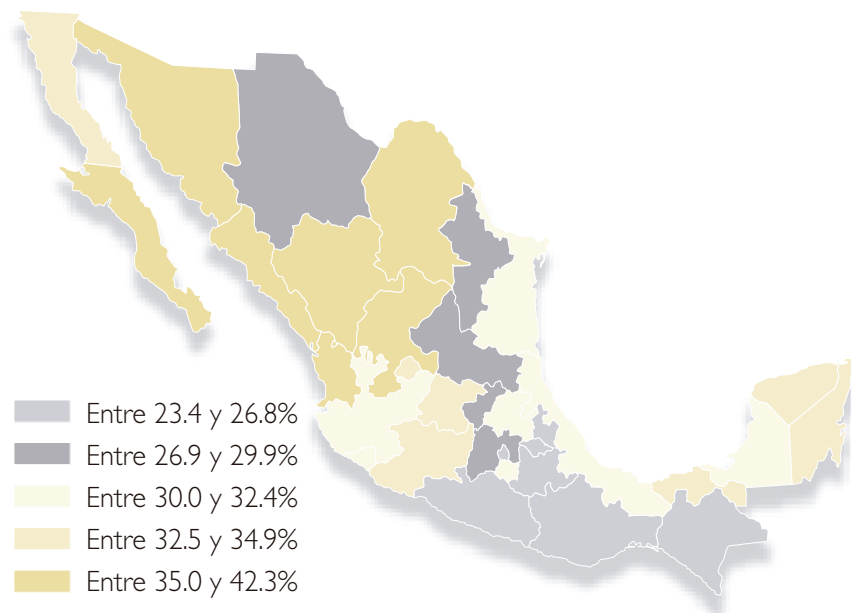 Entre 23.4 y 26.8%
Entre 26.9 y 29.9%
Entre 30.0 y 32.4%
Entre 32.5 y 34.9%
Entre 35.0 y 42.3%